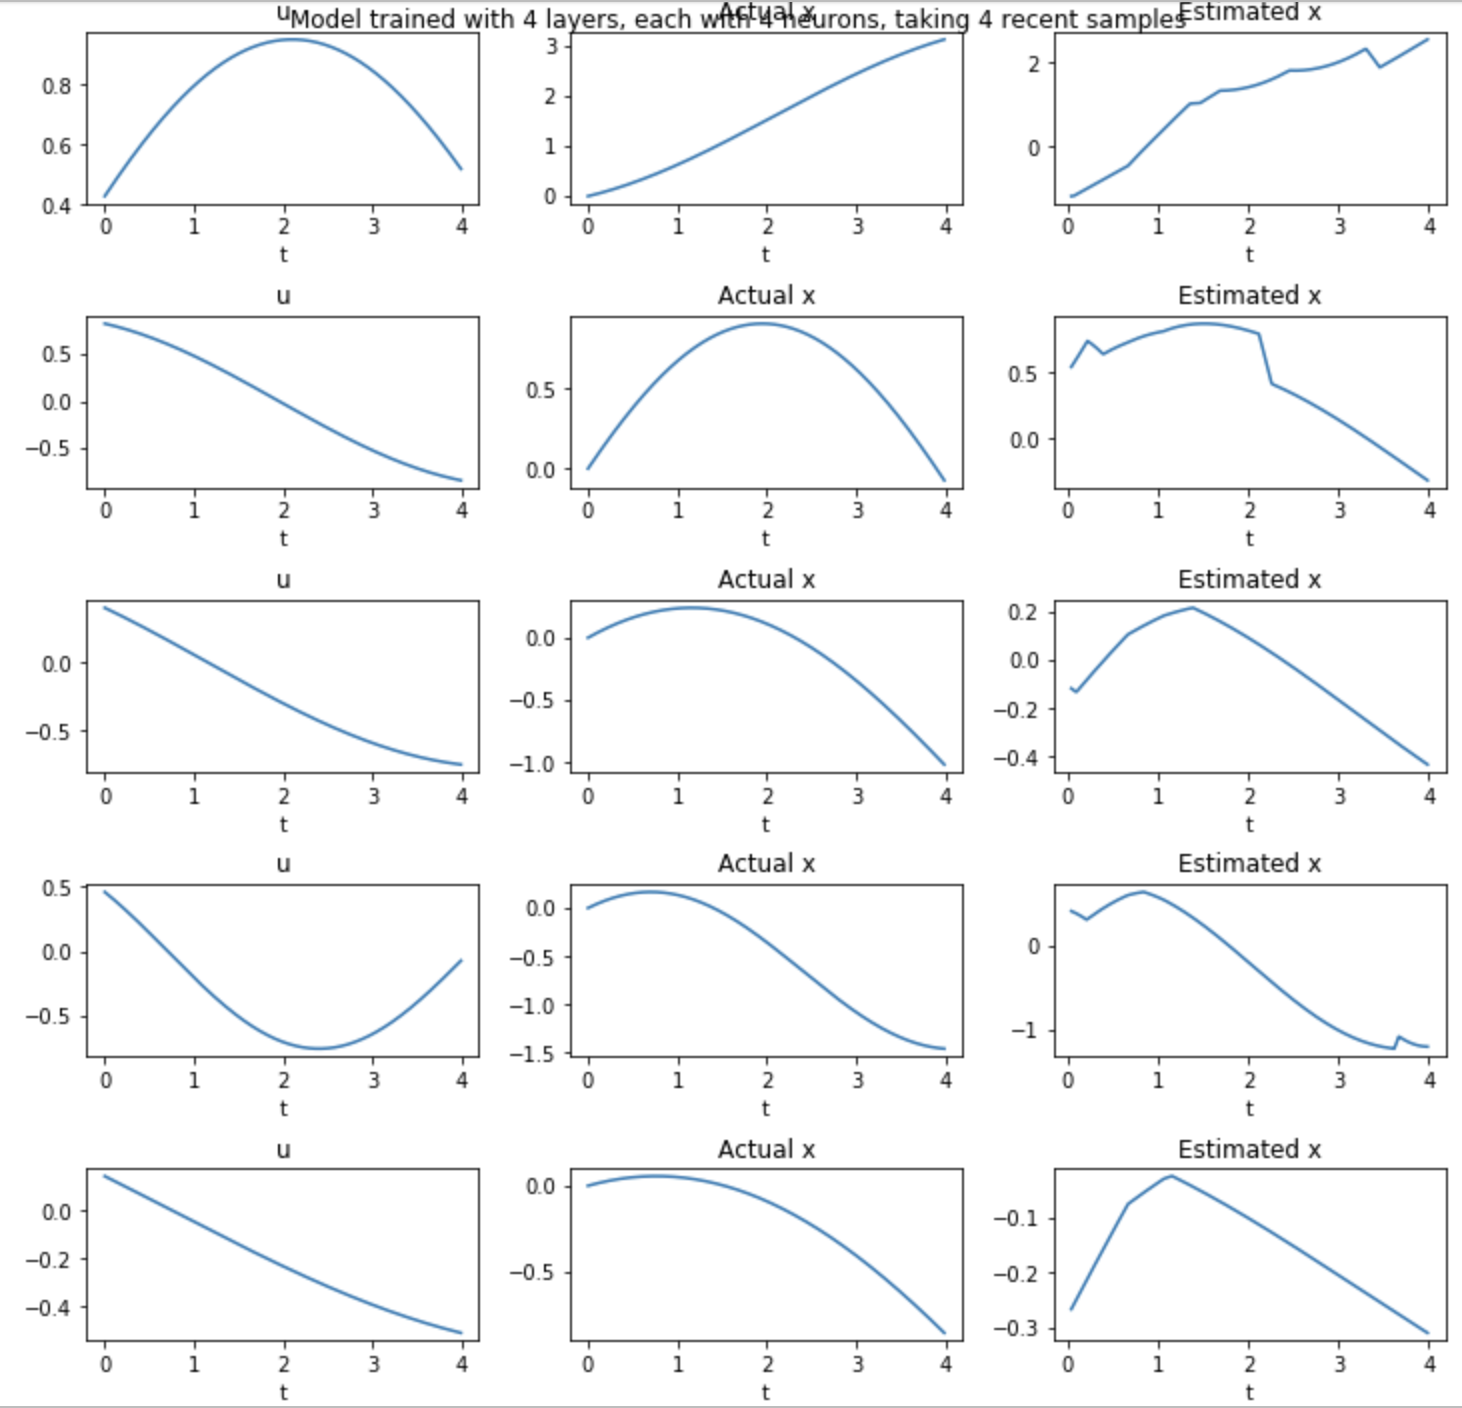 Model trained with 4 layers, each with 4 neurons, taking 4 recent samples
u Actual x Estimated x
0.8 3 2
0.6 2 0
0.4 1
0
0 1 2 3 4 0 1 2 3 4 0 1 2 3 4
t t t
u Actual x Estimated x
0.5 0.5 0.5
0.0 0.0 0.0
−0.5
0 1 2 3 4 0 1 2 3 4 0 1 2 3 4
t t t
u Actual x Estimated x
0.0 0.0 0.2
−0.5 −0.5 0.0
−1.0 −0.2
−0.4
0 1 2 3 4 0 1 2 3 4 0 1 2 3 4
t t t
u Actual x Estimated x
0.5 0.0 0
0.0 −0.5 −1
−0.5 −1.0
−1.5
0 1 2 3 4 0 1 2 3 4 0 1 2 3 4
t t t
u Actual x Estimated x
0.0 0.0 −0.1
−0.2 −0.5 −0.2
−0.4 −0.3
0 1 2 3 4 0 1 2 3 4 0 1 2 3 4
t t t